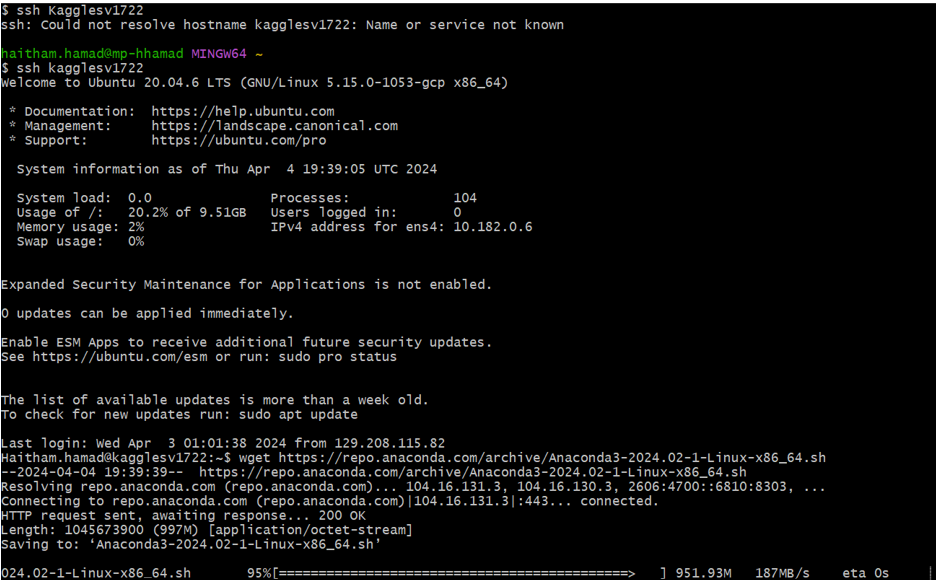 $ ssh Kagglesv1722
ssh: Could not resolve hostname kagglesv1722: Name or service not known
haitham.hamad@mp-hhamad MINGW64 ~
$ ssh kagglesv1722
Welcome to Ubuntu 20.04.6 LTS (GNU/Linux 5.15.0-1053-gcp x86_64)
* Documentation:  https://help.ubuntu.com
* Management:     https://landscape.canonical.com
* Support:        https://ubuntu.com/pro
System information as of Thu Apr  4 19:39:05 UTC 2024
System load:  0.0               Processes:             104
Usage of /:   20.2% of 9.51GB   Users logged in:       0
Memory usage: 2%                IPv4 address for ens4: 10.182.0.6
Swap usage:   0%
Expanded Security Maintenance for Applications is not enabled.
0 updates can be applied immediately.
Enable ESM Apps to receive additional future security updates.
See https://ubuntu.com/esm or run: sudo pro status
The list of available updates is more than a week old.
To check for new updates run: sudo apt update
Last login: Wed Apr  3 01:01:38 2024 from 129.208.115.82
Haitham.hamad@kagglesv1722:~$ wget https://repo.anaconda.com/archive/Anaconda3-2024.02-1-Linux-x86_64.sh
--2024-04-04 19:39:39--  https://repo.anaconda.com/archive/Anaconda3-2024.02-1-Linux-x86_64.sh
Resolving repo.anaconda.com (repo.anaconda.com)... 104.16.131.3, 104.16.130.3, 2606:4700::6810:8303, ...
Connecting to repo.anaconda.com (repo.anaconda.com)|104.16.131.3|:443... connected.
HTTP request sent, awaiting response... 200 OK
Length: 1045673900 (997M) [application/octet-stream]
Saving to: ‘Anaconda3-2024.02-1-Linux-x86_64.sh’
024.02-1-Linux-x86_64.sh       95%[============================================>   ] 951.93M   187MB/s    eta 0s